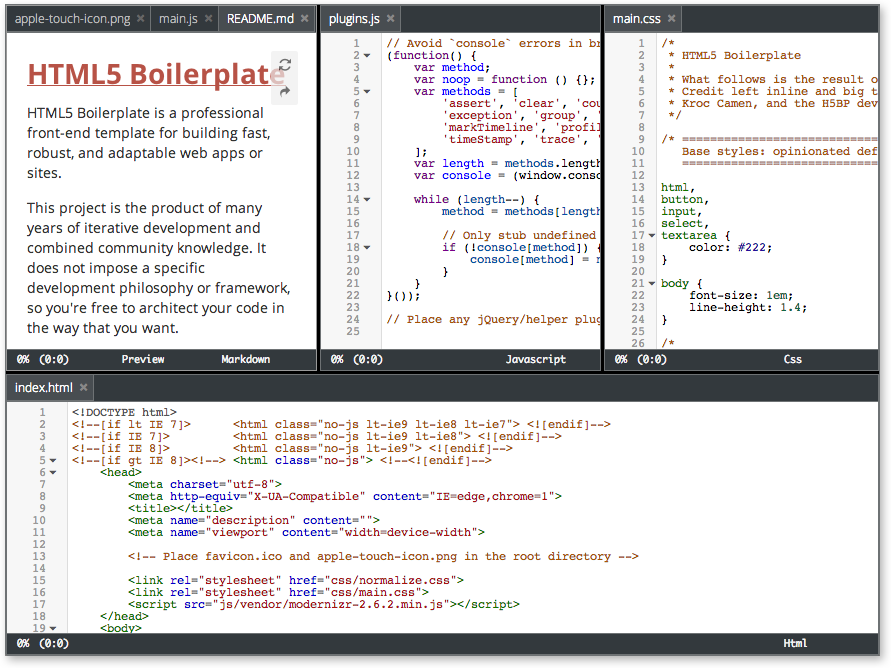 apple-touch-icon.png × main.js × README.md ×
HTML5 Boilerplate
HTML5 Boilerplate is a professional
front-end template for building fast,
robust, and adaptable web apps or
sites.
This project is the product of many
years of iterative development and
combined community knowledge. It
does not impose a specific
development philosophy or framework,
so you're free to architect your code in
the way that you want.
0% (0:0) Preview Markdown
plugins.js ×
1 // Avoid `console` errors in br
2 (function() {
3 var method;
4 var noop = function () {};
5 var methods = [
6 'assert', 'clear', 'cou
7 'exception', 'group', '
8 'markTimeline', 'profil
9 'timeStamp', 'trace', '
10 ];
11 var length = methods.length
12 var console = (window.conso
13
14 while (length--) {
15 method = methods[length
16
17 // Only stub undefined
18 if (!console[method]) {
19 console[method] = n
20 }
21 }
22 }());
23
24 // Place any jQuery/helper plug
25
0% (0:0) Javascript
main.css ×
1 /*
2 * HTML5 Boilerplate
3 *
4 * What follows is the result o
5 * Credit left inline and big t
6 * Kroc Camen, and the H5BP dev
7 */
8
9 /* ============================
10 Base styles: opinionated def
11 ============================
12
13 html,
14 button,
15 input,
16 select,
17 textarea {
18 color: #222;
19 }
20
21 body {
22 font-size: 1em;
23 line-height: 1.4;
24 }
25
26 /*
0% (0:0) Css
index.html ×
1 <!DOCTYPE html>
2 <!--[if lt IE 7]> <html class="no-js lt-ie9 lt-ie8 lt-ie7"> <![endif]-->
3 <!--[if IE 7]> <html class="no-js lt-ie9 lt-ie8"> <![endif]-->
4 <!--[if IE 8]> <html class="no-js lt-ie9"> <![endif]-->
5 <!--[if gt IE 8]><!--> <html class="no-js"> <!--<![endif]-->
6 <head>
7 <meta charset="utf-8">
8 <meta http-equiv="X-UA-Compatible" content="IE=edge,chrome=1">
9 <title></title>
10 <meta name="description" content="">
11 <meta name="viewport" content="width=device-width">
12
13 <!-- Place favicon.ico and apple-touch-icon.png in the root directory -->
14
15 <link rel="stylesheet" href="css/normalize.css">
16 <link rel="stylesheet" href="css/main.css">
17 <script src="js/vendor/modernizr-2.6.2.min.js"></script>
18 </head>
19 <body>
0% (0:0) Html